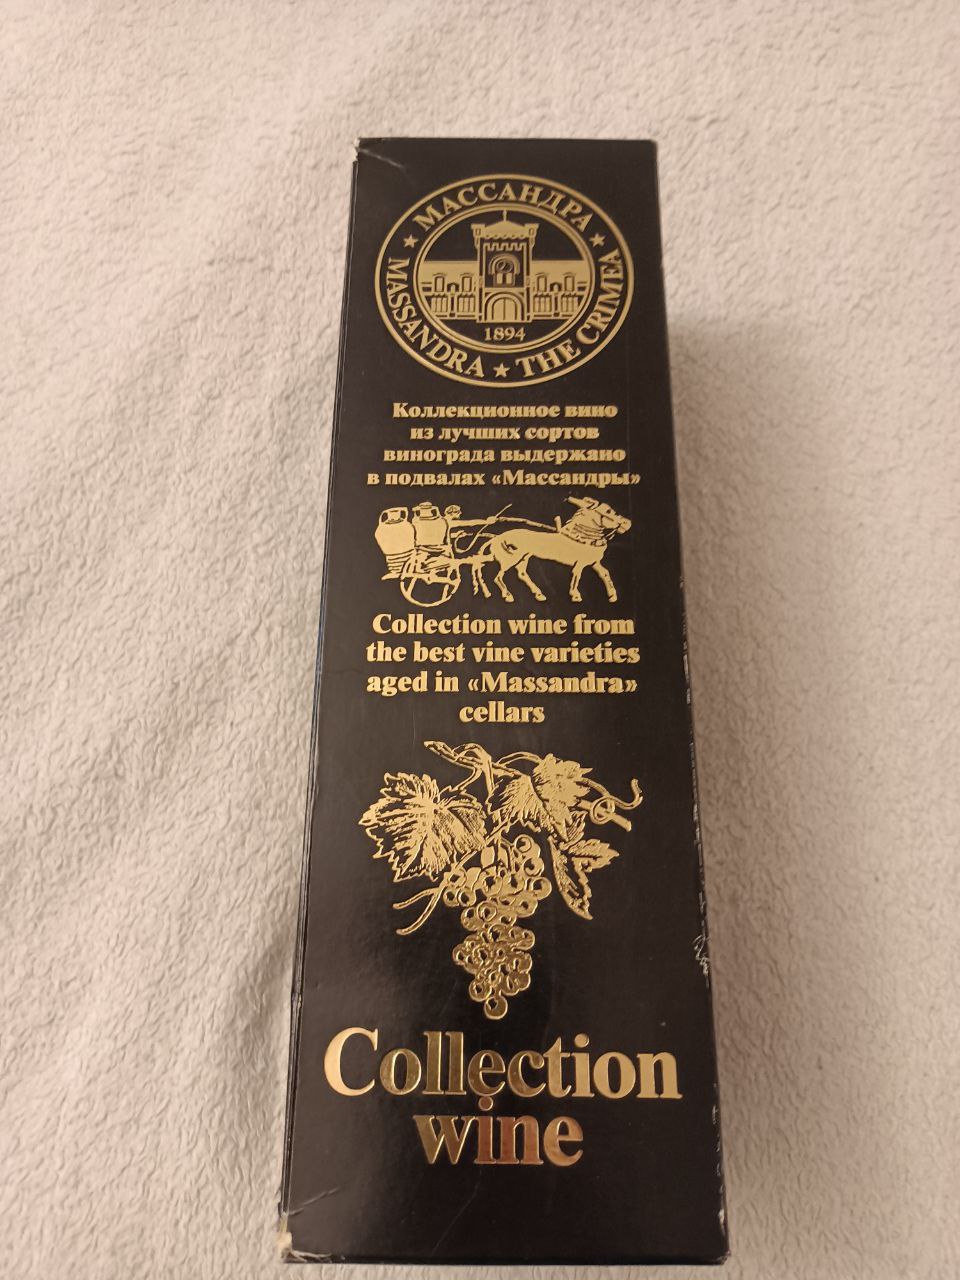 МАССАНДРА
MASSANDRA ★ THE CRIMEA
1894
Коллекционное вино
из лучших сортов
винограда выдержано
в подвалах «Массандры»
Collection wine from
the best vine varieties
aged in «Massandra»
cellars
Collection
wine